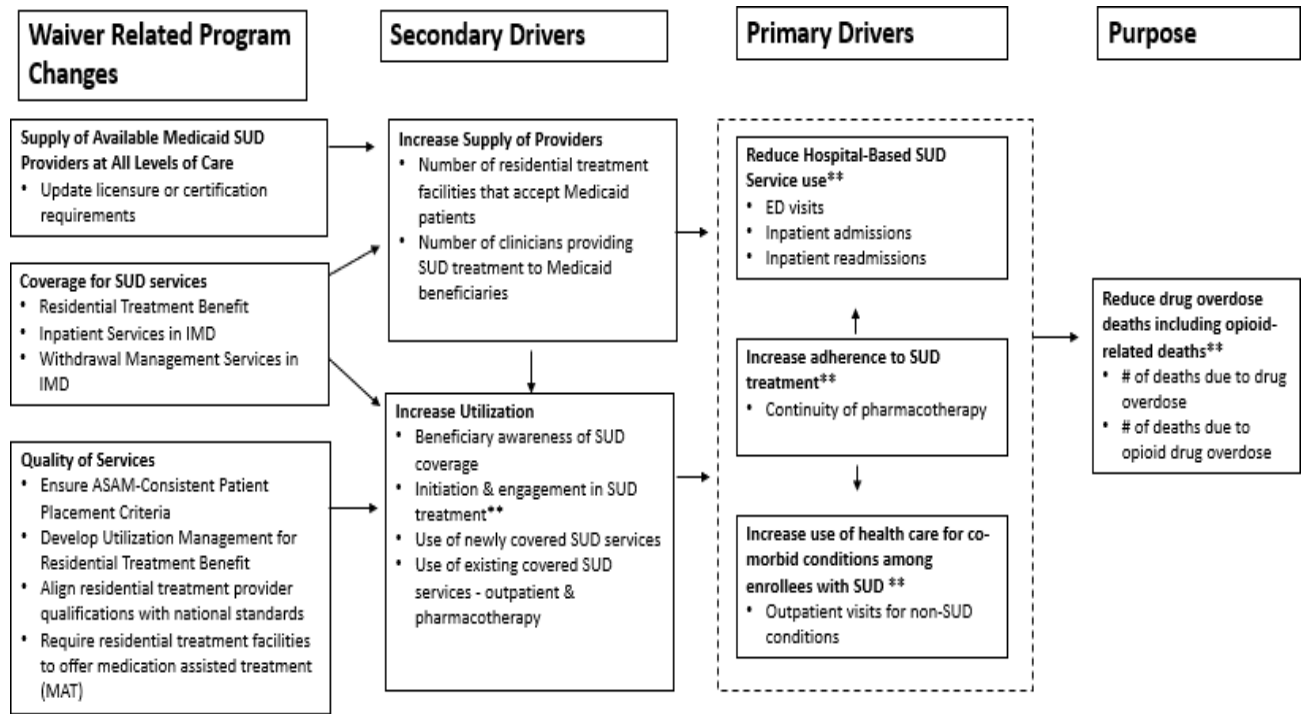 Waiver Related Program
Changes
Secondary Drivers
Primary Drivers
Purpose
Supply of Available Medicaid SUD
Providers at All Levels of Care
• Update licensure or certification
requirements
Coverage for SUD services
• Residential Treatment Benefit
• Inpatient Services in IMD
• Withdrawal Management Services in
IMD
Quality of Services
• Ensure ASAM-Consistent Patient
Placement Criteria
• Develop Utilization Management for
Residential Treatment Benefit
• Align residential treatment provider
qualifications with national standards
• Require residential treatment facilities
to offer medication assisted treatment
(MAT)
Increase Supply of Providers
• Number of residential treatment
facilities that accept Medicaid
patients
• Number of clinicians providing
SUD treatment to Medicaid
beneficiaries
Increase Utilization
• Beneficiary awareness of SUD
coverage
• Initiation & engagement in SUD
treatment**
• Use of newly covered SUD services
• Use of existing covered SUD
services - outpatient &
pharmacotherapy
Reduce Hospital-Based SUD
Service use**
• ED visits
• Inpatient admissions
• Inpatient readmissions
Increase adherence to SUD
treatment**
• Continuity of pharmacotherapy
Increase use of health care for co-
morbid conditions among
enrollees with SUD **
• Outpatient visits for non-SUD
conditions
Reduce drug overdose
deaths including opioid-
related deaths**
• # of deaths due to drug
overdose
• # of deaths due to
opioid drug overdose